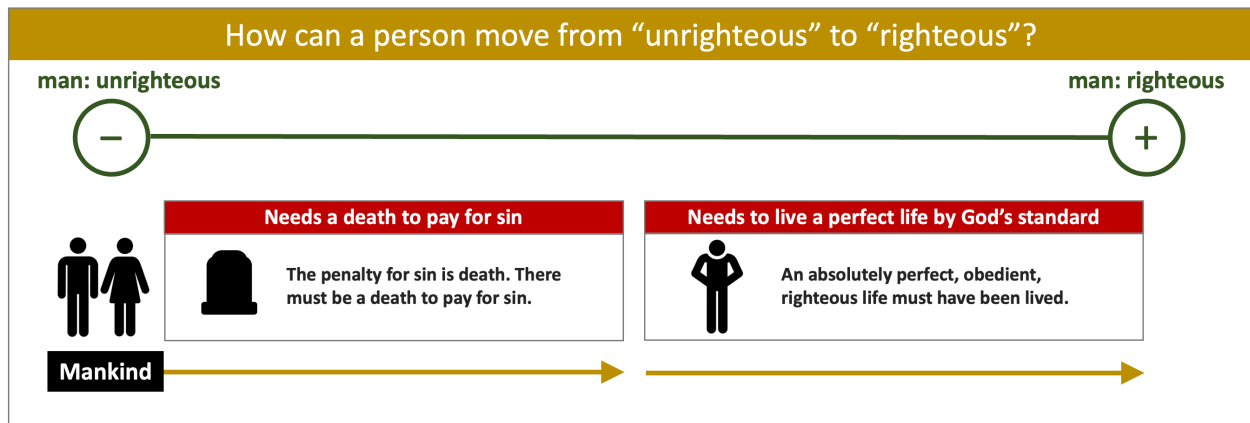 How can a person move from “unrighteous” to “righteous”?
man: unrighteous
man: righteous
−
+
Needs a death to pay for sin
The penalty for sin is death. There
must be a death to pay for sin.
Needs to live a perfect life by God’s standard
An absolutely perfect, obedient,
righteous life must have been lived.
Mankind